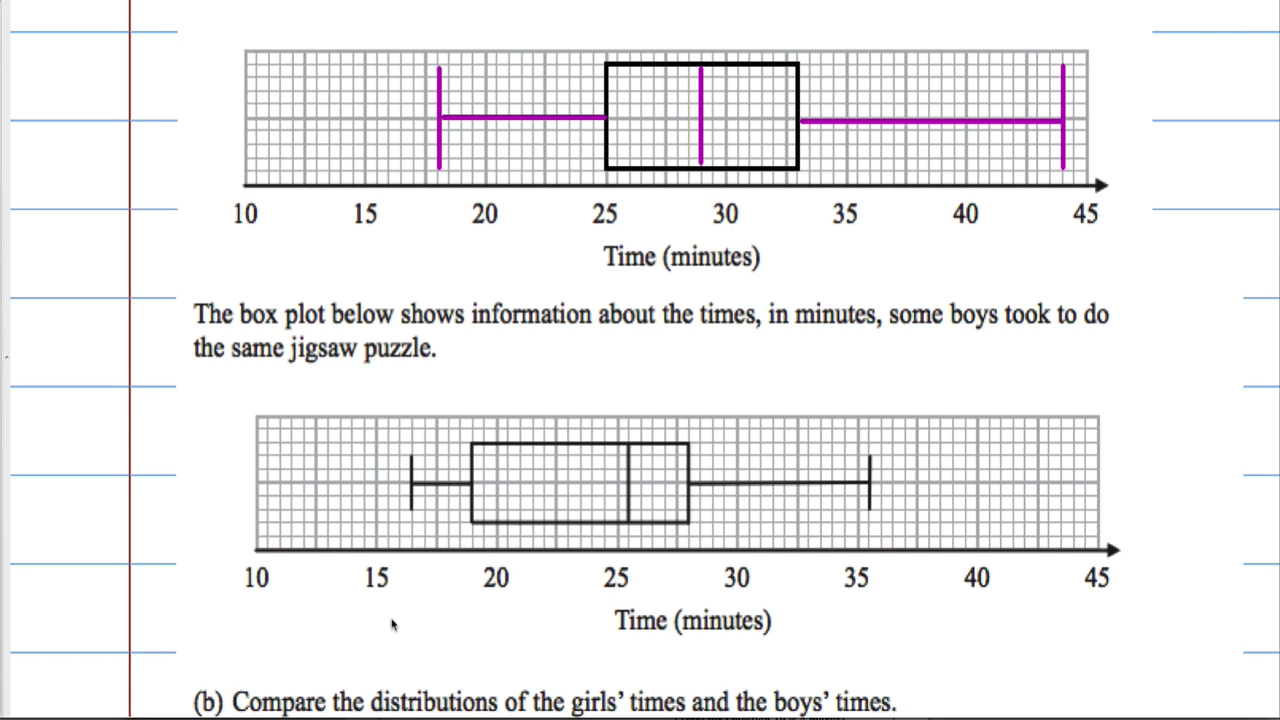 10 15 20 25 30 35 40 45
Time (minutes)
The box plot below shows information about the times, in minutes, some boys took to do
the same jigsaw puzzle.
10 15 20 25 30 35 40 45
Time (minutes)
(b) Compare the distributions of the girls’ times and the boys’ times.